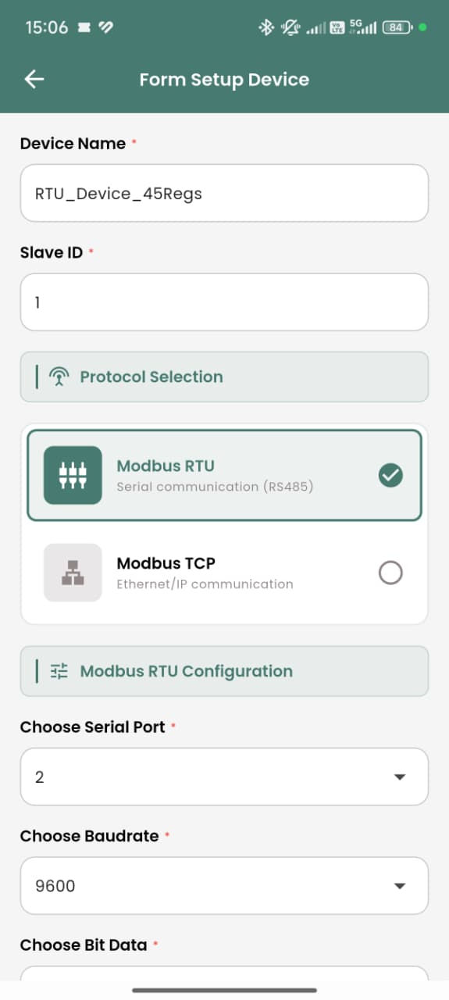 15:06
Vo LTE 5G 84
Form Setup Device
Device Name *
RTU_Device_45Regs
Slave ID *
1
Protocol Selection
Modbus RTU
Serial communication (RS485)
Modbus TCP
Ethernet/IP communication
Modbus RTU Configuration
Choose Serial Port *
2
Choose Baudrate *
9600
Choose Bit Data *